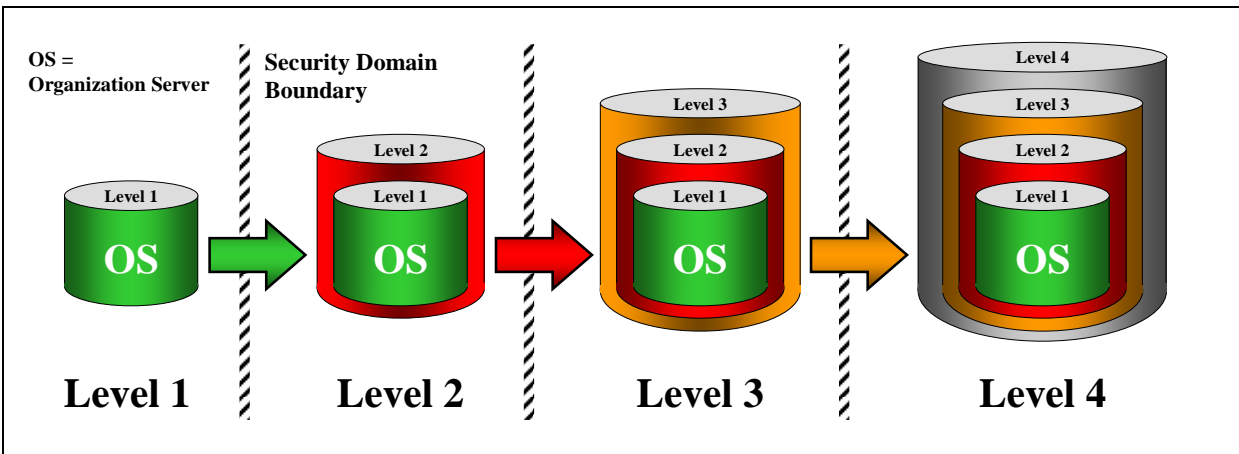 OS =
Organization Server
Security Domain
Boundary
Level 1
OS
Level 2
Level 1
OS
Level 3
Level 2
Level 1
OS
Level 4
Level 3
Level 2
Level 1
OS
Level 1
Level 2
Level 3
Level 4